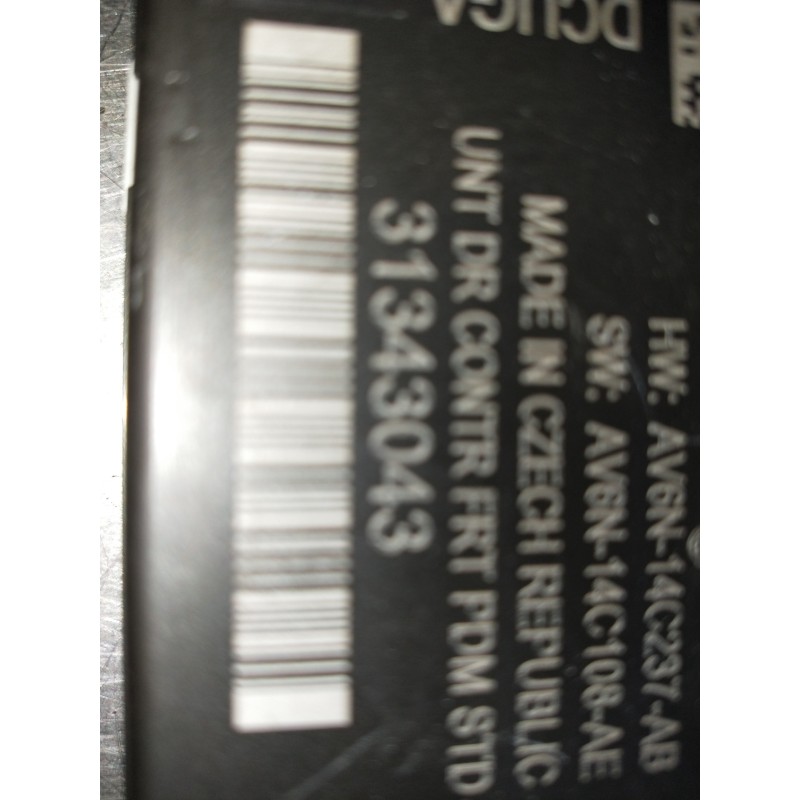 DCUGA
HW: AV6N-14C237-AB
SW: AV6N-14C108-AE
MADE IN CZECH REPUBLIC
UNT DR CONTR FRT PDM STD
31343043